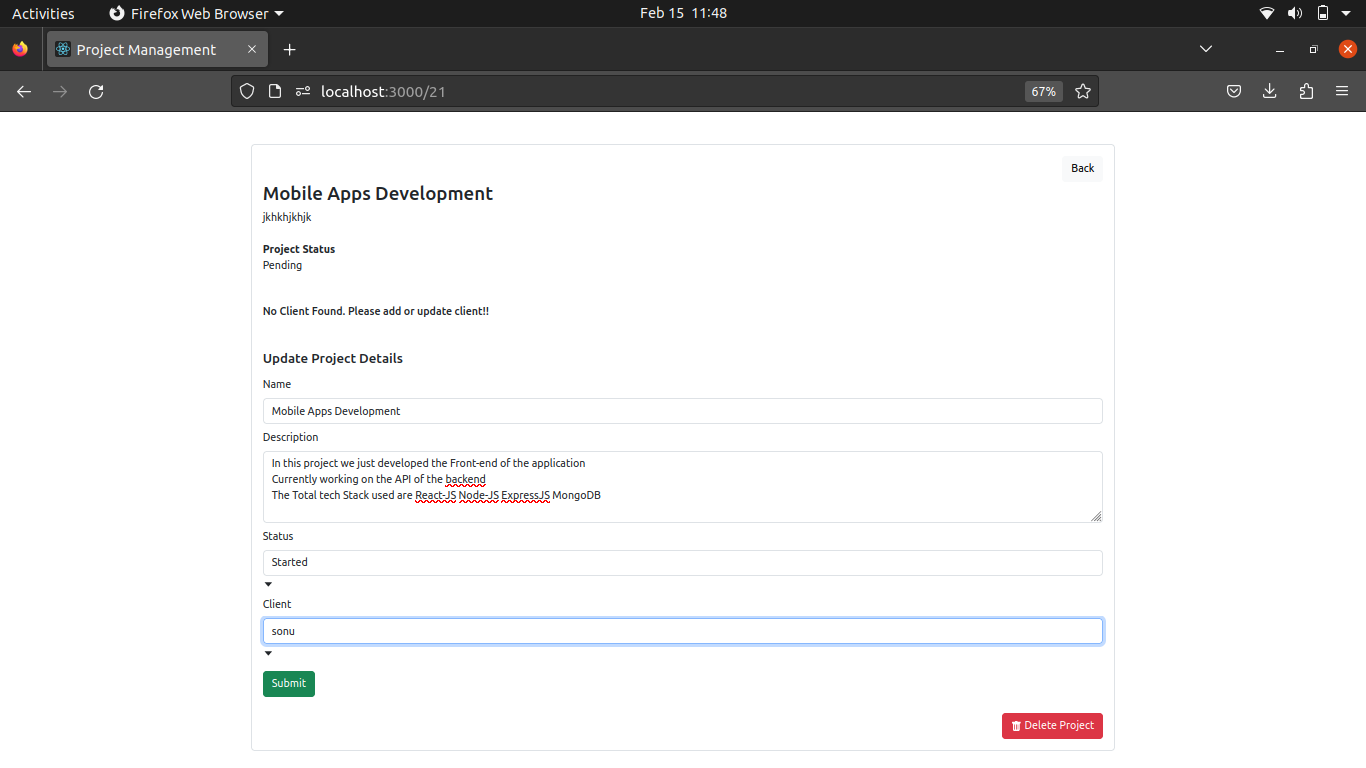 Activities Firefox Web Browser Feb 15 11:48
Project Management
localhost:3000/21 67%
Back
Mobile Apps Development
jkhkhjkhjk
Project Status
Pending
No Client Found. Please add or update client!!
Update Project Details
Name
Mobile Apps Development
Description
In this project we just developed the Front-end of the application
Currently working on the API of the backend
The Total tech Stack used are React-JS Node-JS ExpressJS MongoDB
Status
Started
Client
sonu
Submit
Delete Project